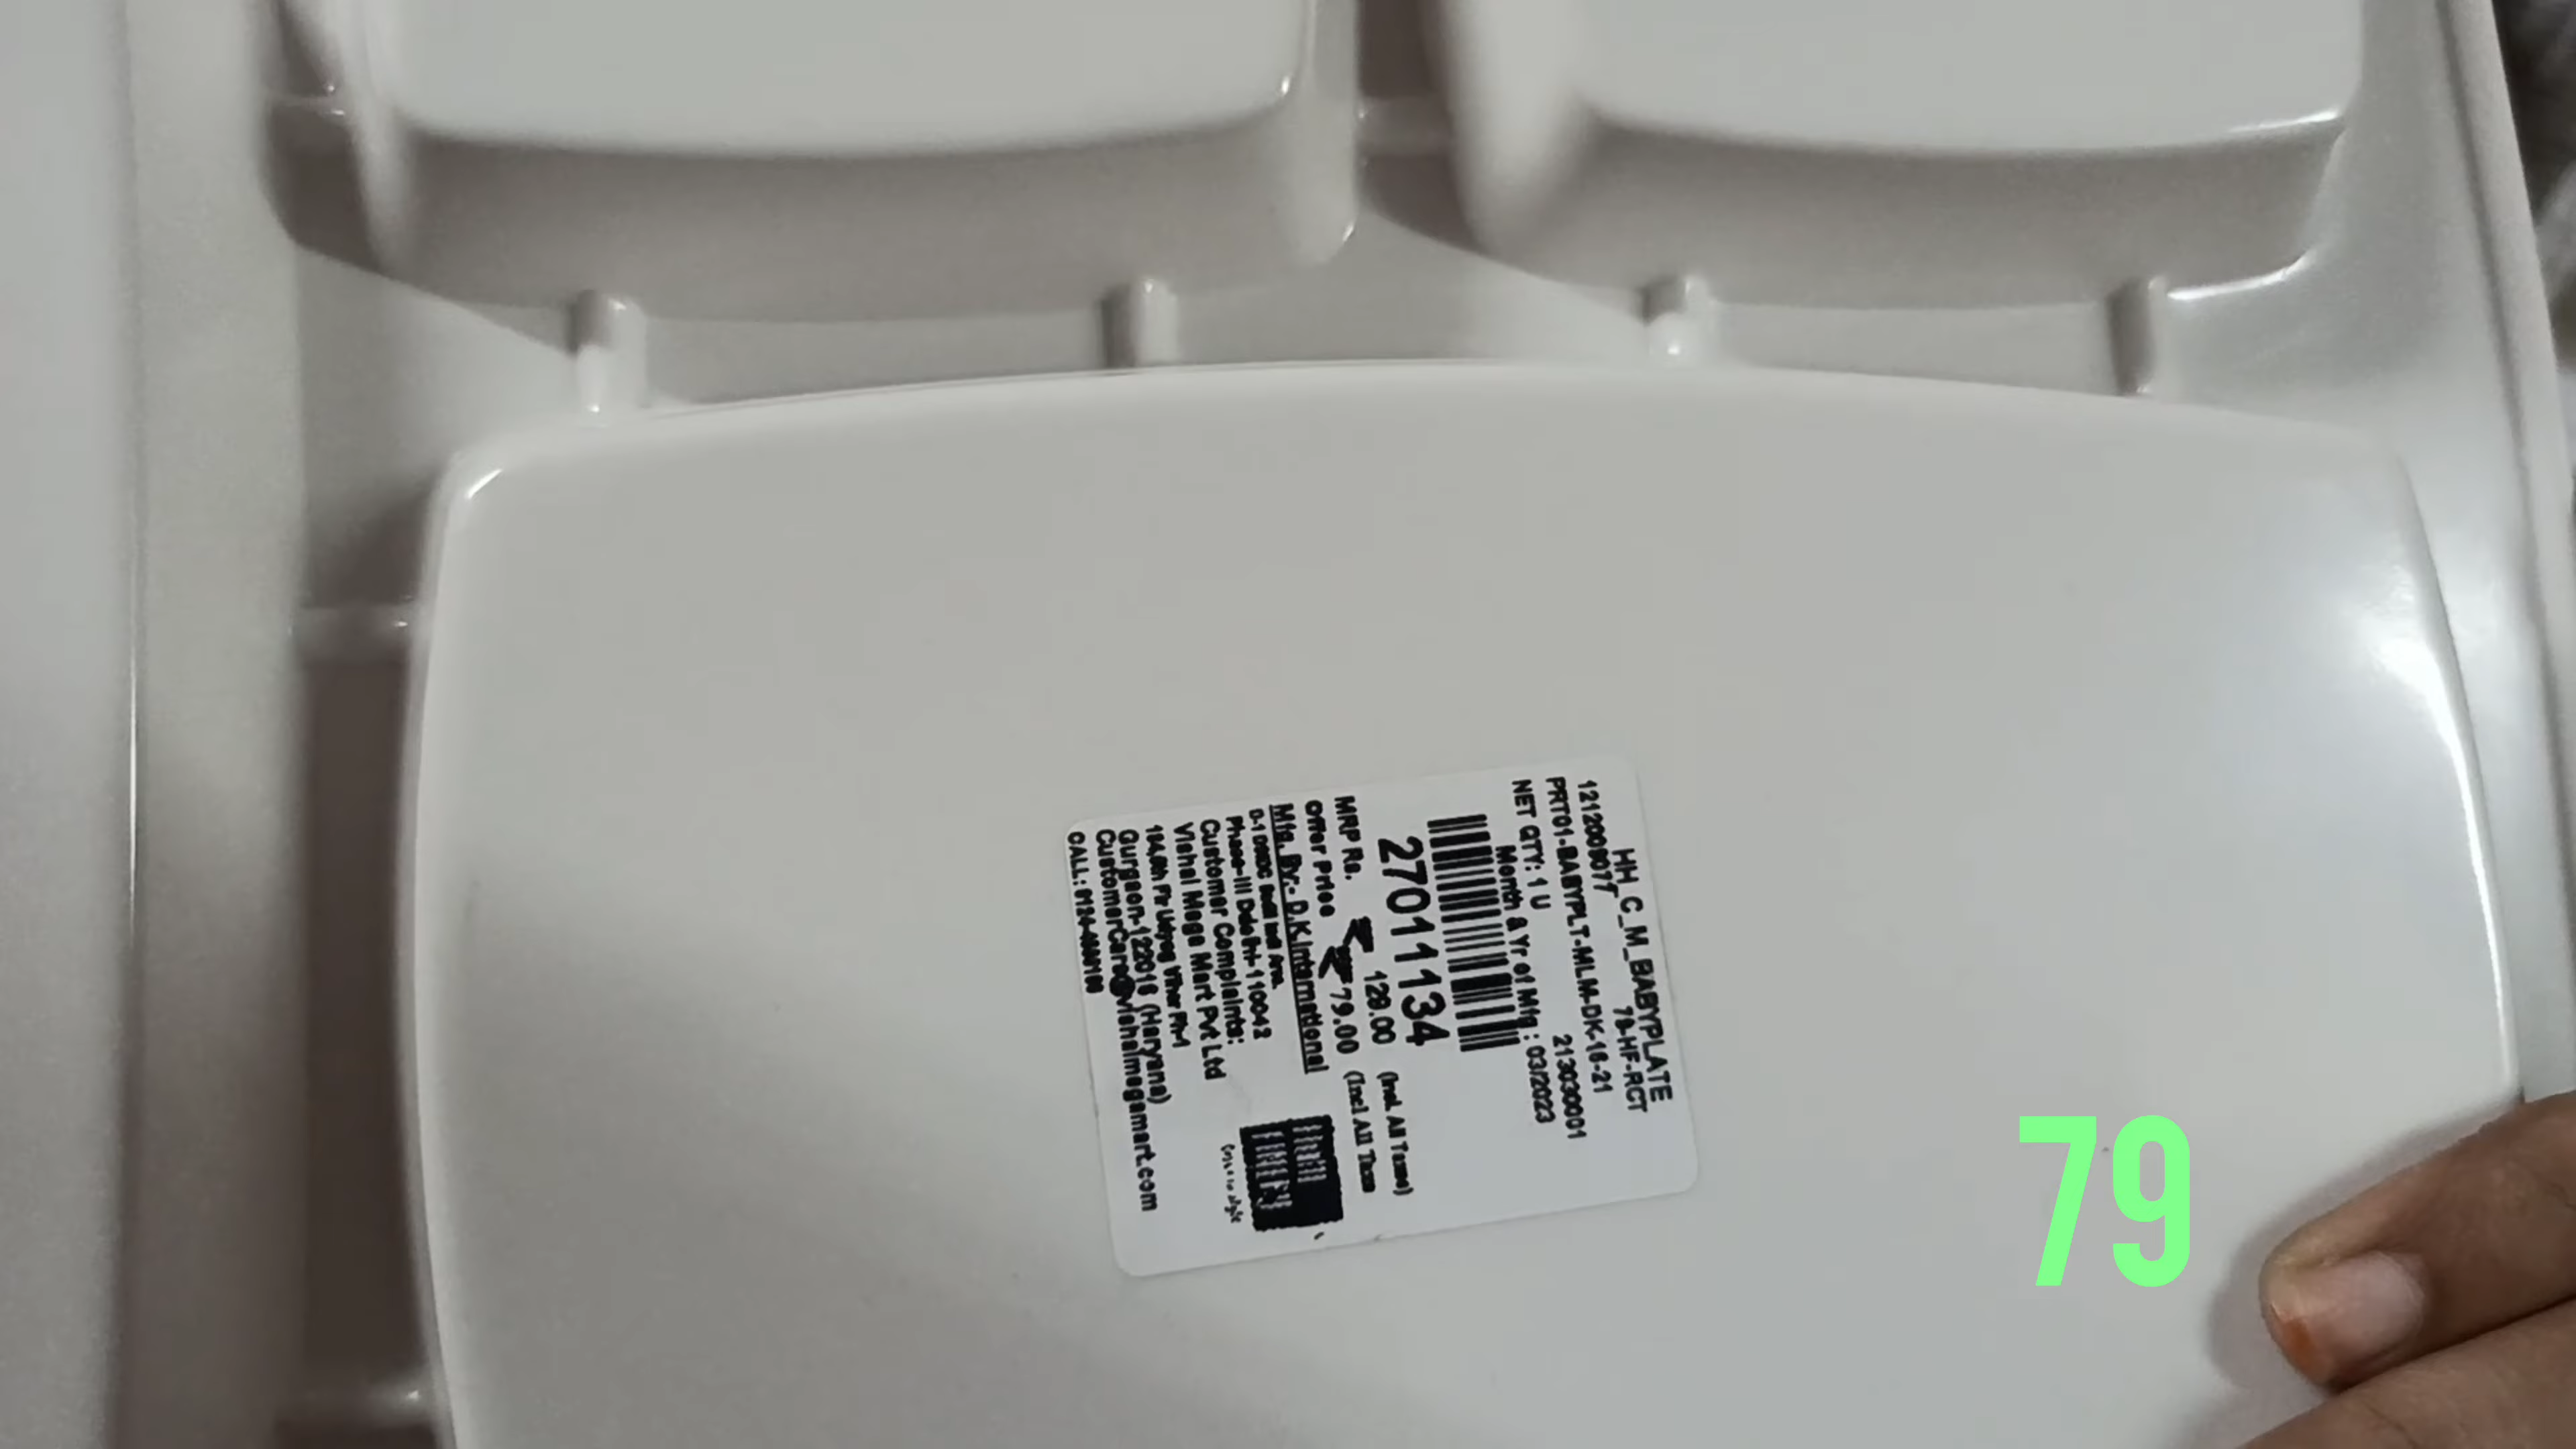 HH_C_M_BABYPLATE
1212009077 79-HF-RCT
PRT01-BABYPLT-MLM-DK-16-21
NET QTY: 1 U 213030001
Month & Yr of Mfg : 03/2023
27011134
MRP Rs. ₹ 129.00 (Incl. All Taxes)
Offer Price ₹ 79.00 (Incl.All Taxes
Mfg. By:- D.K.International
Phase-III Delhi-110042
Customer Complaints:
Vishal Mega Mart Pvt Ltd
Gurgaon-122016 (Haryana)
CustomerCare@vishalmegamart.com
CALL:
79